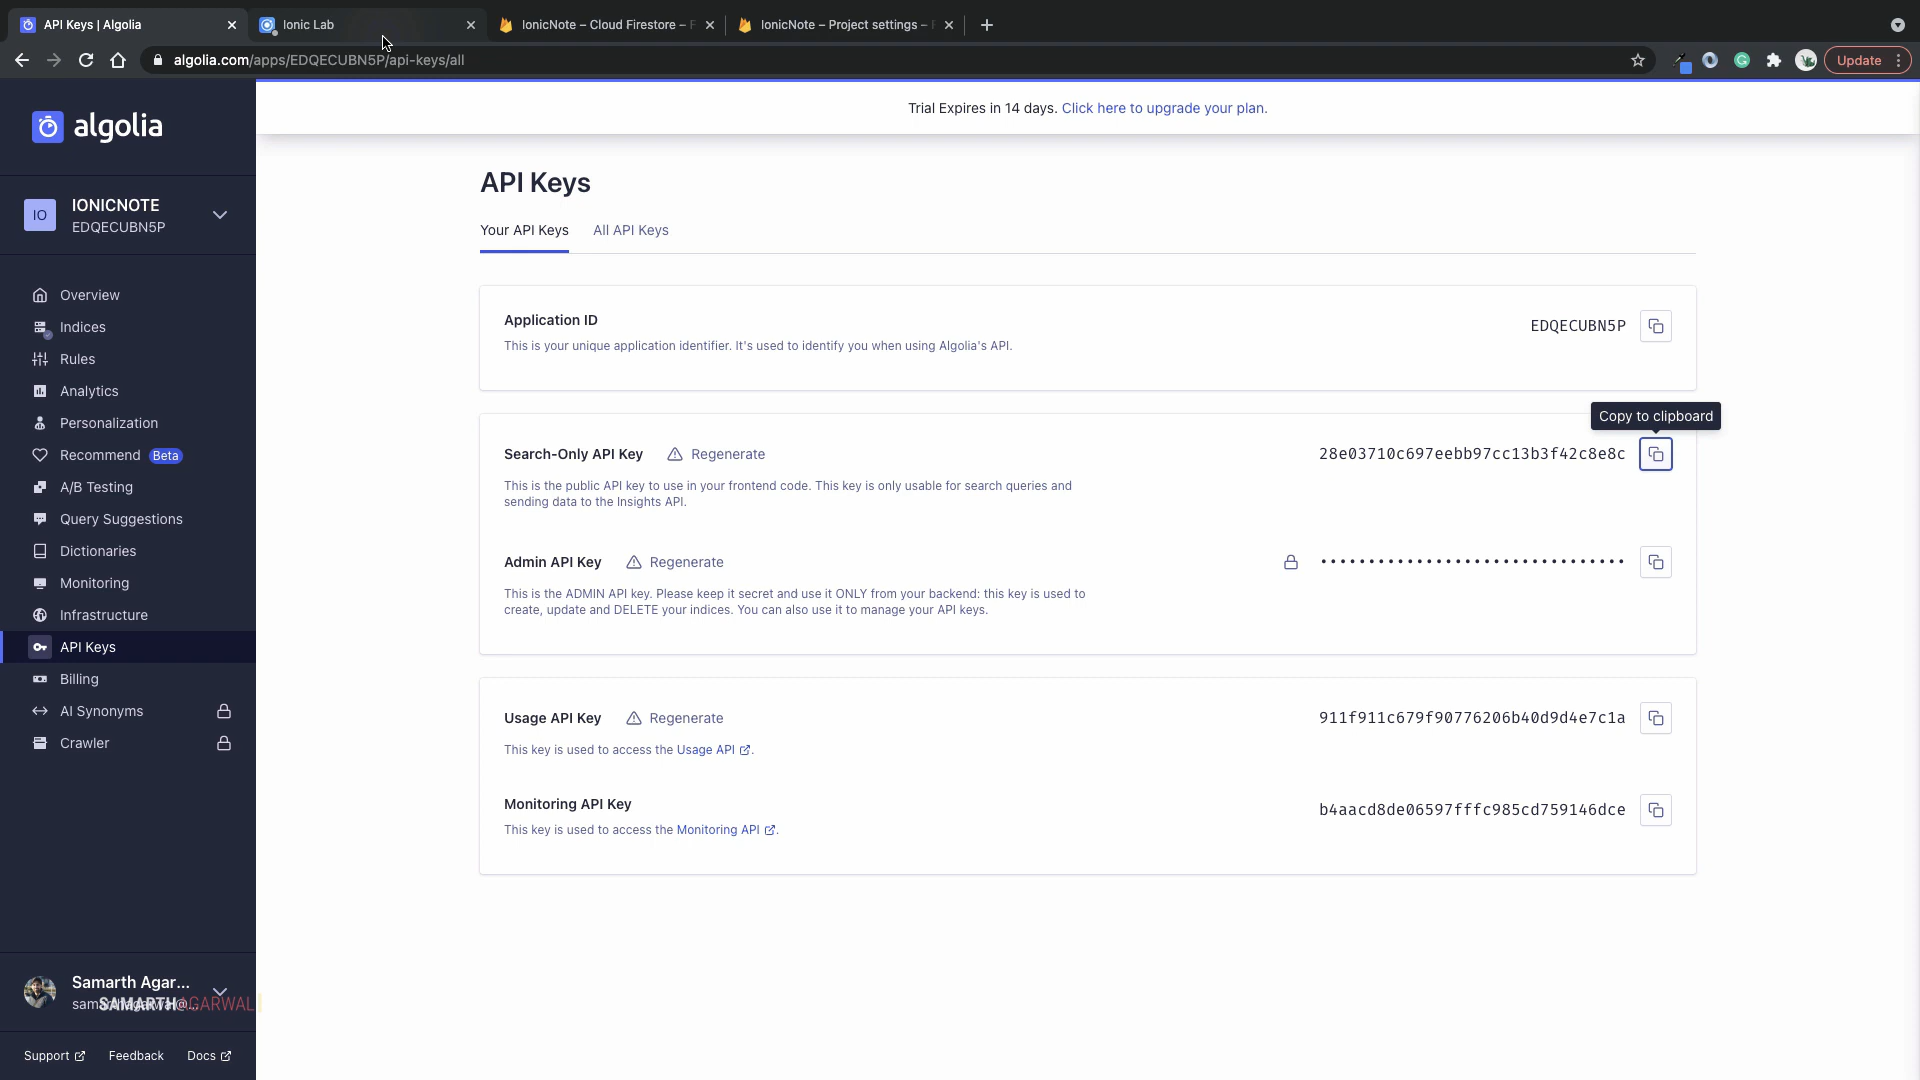 API Keys | Algolia
Ionic Lab
IonicNote – Cloud Firestore –
IonicNote – Project settings –
algolia.com/apps/EDQECUBN5P/api-keys/all
Update
algolia
Trial Expires in 14 days. Click here to upgrade your plan.
IO
IONICNOTE
EDQECUBN5P
Overview
Indices
Rules
Analytics
Personalization
Recommend Beta
A/B Testing
Query Suggestions
Dictionaries
Monitoring
Infrastructure
API Keys
Billing
AI Synonyms
Crawler
Samarth Agar...
SAMARTH AGARWAL
Support
Feedback
Docs
API Keys
Your API Keys
All API Keys
Application ID
EDQECUBN5P
This is your unique application identifier. It's used to identify you when using Algolia's API.
Copy to clipboard
Search-Only API Key
Regenerate
28e03710c697eebb97cc13b3f42c8e8c
This is the public API key to use in your frontend code. This key is only usable for search queries and
sending data to the Insights API.
Admin API Key
Regenerate
••••••••••••••••••••••••••••••••
This is the ADMIN API key. Please keep it secret and use it ONLY from your backend: this key is used to
create, update and DELETE your indices. You can also use it to manage your API keys.
Usage API Key
Regenerate
911f911c679f90776206b40d9d4e7c1a
This key is used to access the Usage API.
Monitoring API Key
b4aacd8de06597fffc985cd759146dce
This key is used to access the Monitoring API.